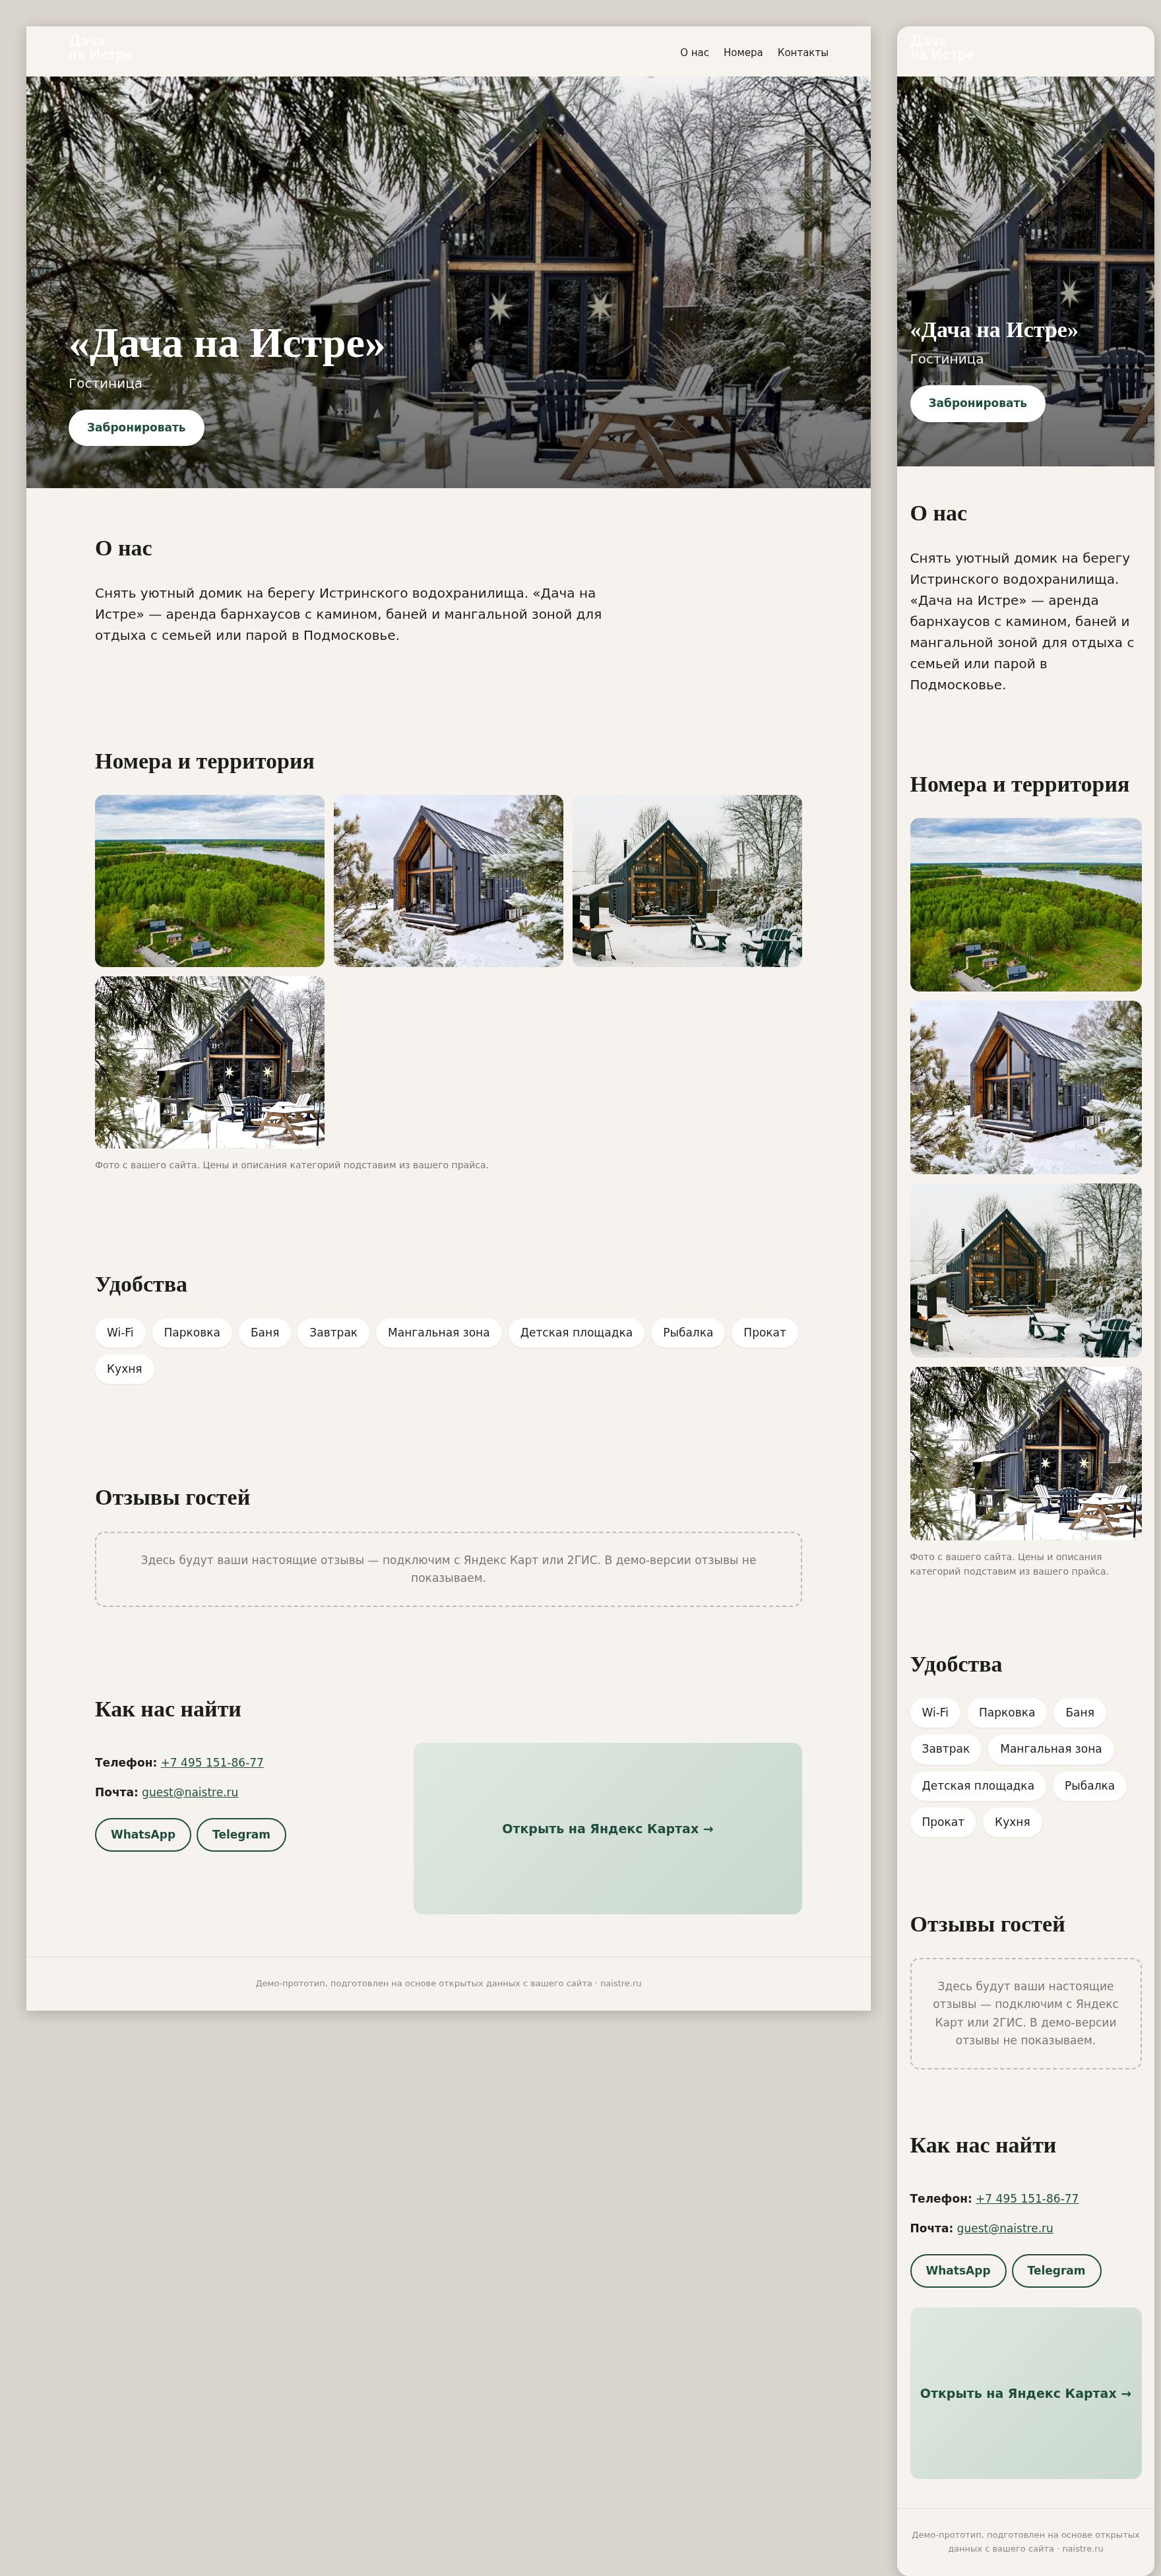 Дача
на Истре
О нас
Номера
Контакты
«Дача на Истре»
Гостиница
Забронировать
О нас
Снять уютный домик на берегу Истринского водохранилища. «Дача на
Истре» — аренда барнхаусов с камином, баней и мангальной зоной для
отдыха с семьей или парой в Подмосковье.
Номера и территория
Фото с вашего сайта. Цены и описания категорий подставим из вашего прайса.
Удобства
Wi-Fi
Парковка
Баня
Завтрак
Мангальная зона
Детская площадка
Рыбалка
Прокат
Кухня
Отзывы гостей
Здесь будут ваши настоящие отзывы — подключим с Яндекс Карт или 2ГИС. В демо-версии отзывы не
показываем.
Как нас найти
Телефон: +7 495 151-86-77
Почта: guest@naistre.ru
WhatsApp
Telegram
Открыть на Яндекс Картах →
Демо-прототип, подготовлен на основе открытых данных с вашего сайта · naistre.ru
Дача
на Истре
«Дача на Истре»
Гостиница
Забронировать
О нас
Снять уютный домик на берегу
Истринского водохранилища.
«Дача на Истре» — аренда
барнхаусов с камином, баней и
мангальной зоной для отдыха с
семьей или парой в
Подмосковье.
Номера и территория
Фото с вашего сайта. Цены и описания
категорий подставим из вашего прайса.
Удобства
Wi-Fi
Парковка
Баня
Завтрак
Мангальная зона
Детская площадка
Рыбалка
Прокат
Кухня
Отзывы гостей
Здесь будут ваши настоящие
отзывы — подключим с Яндекс
Карт или 2ГИС. В демо-версии
отзывы не показываем.
Как нас найти
Телефон: +7 495 151-86-77
Почта: guest@naistre.ru
WhatsApp
Telegram
Открыть на Яндекс Картах →
Демо-прототип, подготовлен на основе открытых
данных с вашего сайта · naistre.ru